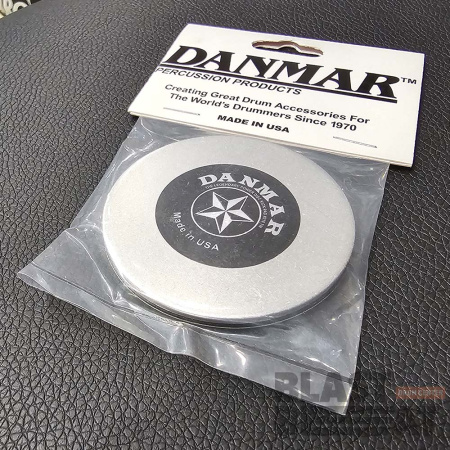 DANMAR™
PERCUSSION PRODUCTS
Creating Great Drum Accessories For
The World's Drummers Since 1970
MADE IN USA
DANMAR
Made in USA